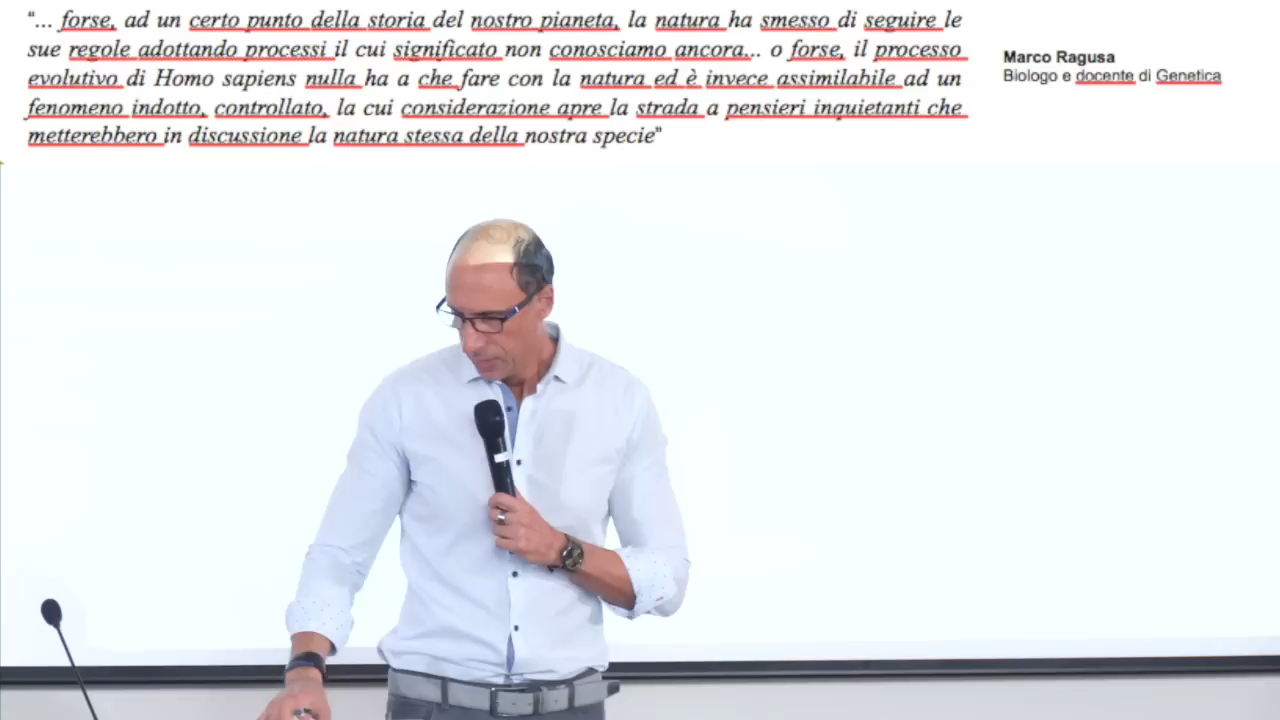 “... forse, ad un certo punto della storia del nostro pianeta, la natura ha smesso di seguire le
sue regole adottando processi il cui significato non conosciamo ancora... o forse, il processo
evolutivo di Homo sapiens nulla ha a che fare con la natura ed è invece assimilabile ad un
fenomeno indotto, controllato, la cui considerazione apre la strada a pensieri inquietanti che
metterebbero in discussione la natura stessa della nostra specie”
Marco Ragusa
Biologo e docente di Genetica